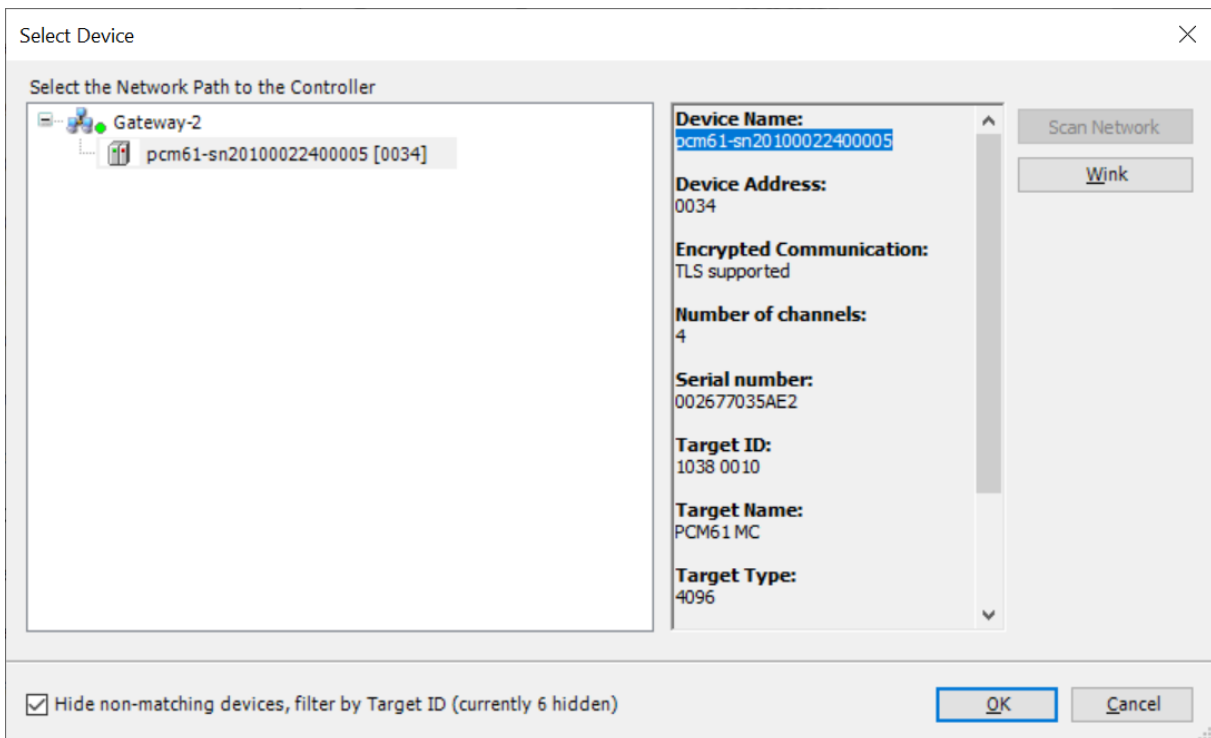 Select Device
Select the Network Path to the Controller
Gateway-2
pcm61-sn20100022400005 [0034]
Device Name:
pcm61-sn20100022400005
Device Address:
0034
Encrypted Communication:
TLS supported
Number of channels:
4
Serial number:
002677035AE2
Target ID:
1038 0010
Target Name:
PCM61 MC
Target Type:
4096
Scan Network
Wink
Hide non-matching devices, filter by Target ID (currently 6 hidden)
OK
Cancel